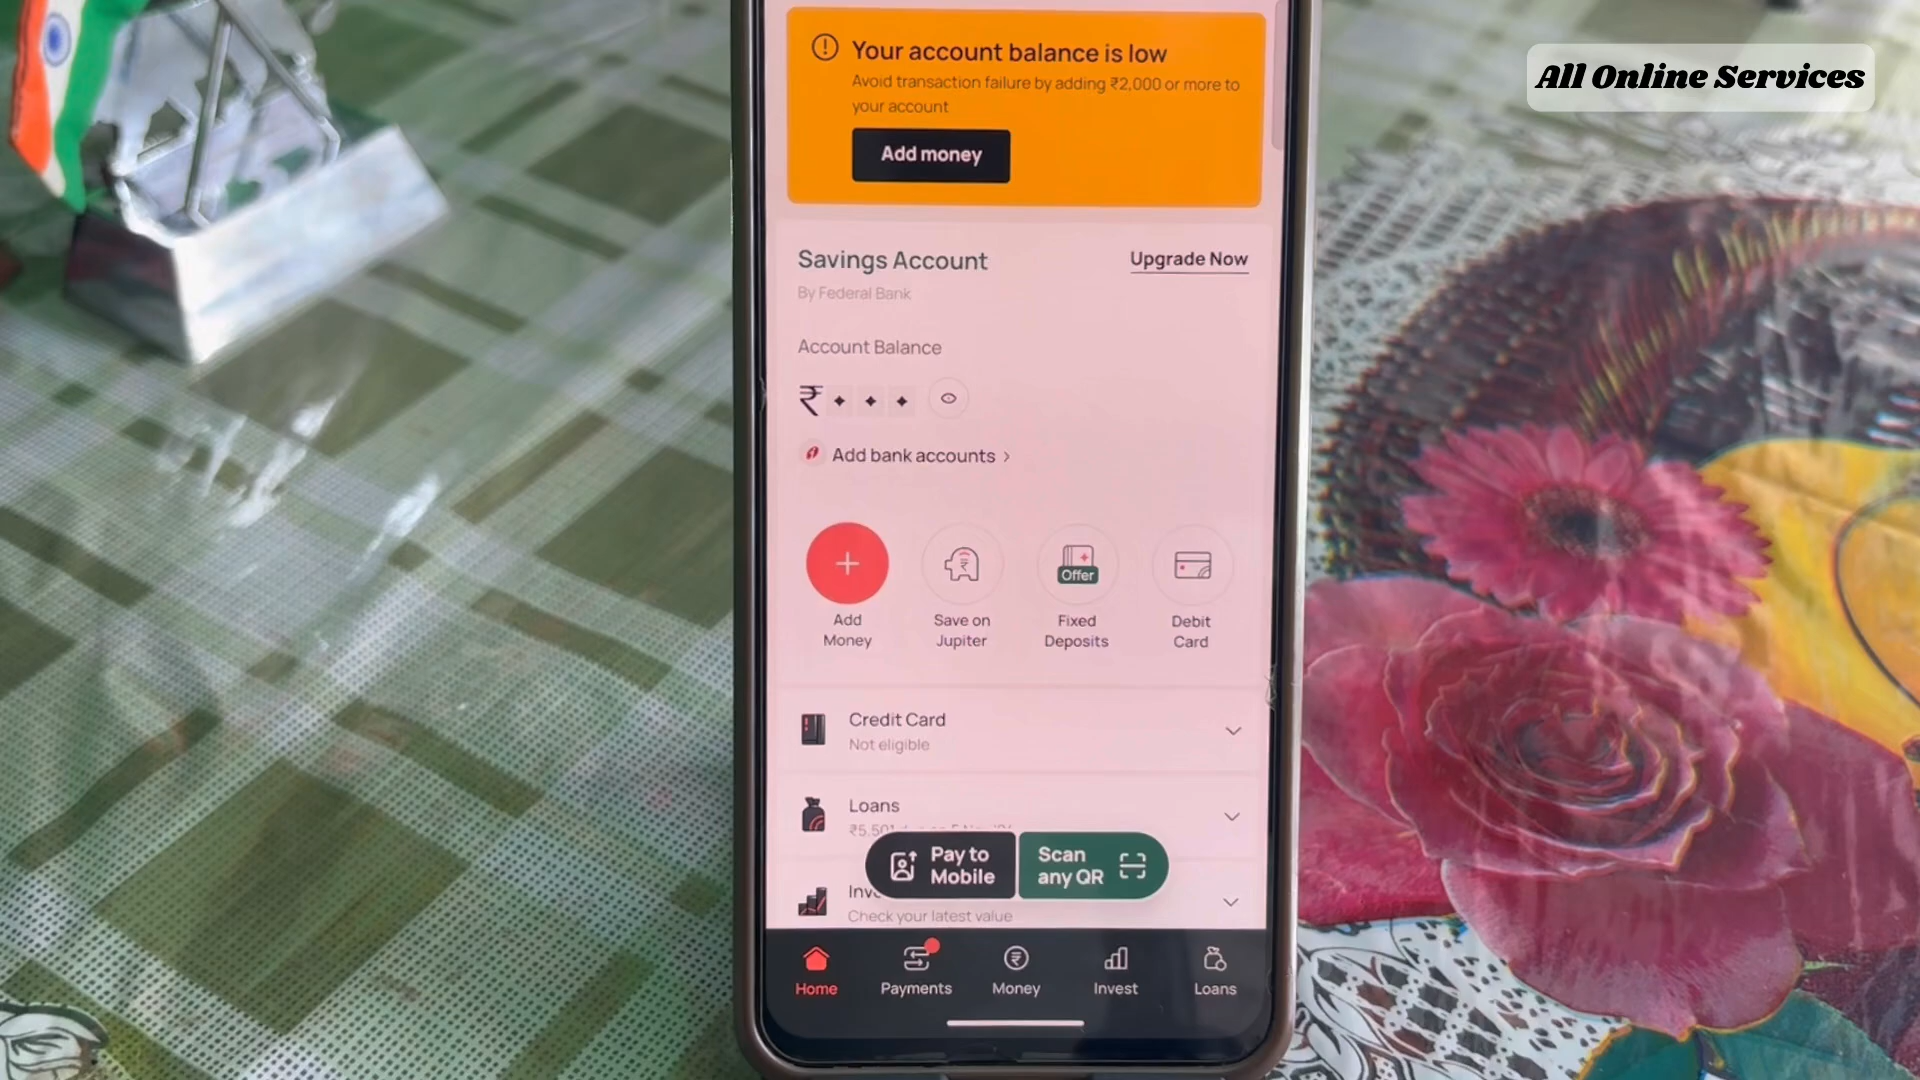 All Online Services
Your account balance is low
Avoid transaction failure by adding ₹2,000 or more to
your account
Add money
Savings Account
Upgrade Now
By Federal Bank
Account Balance
₹
Add bank accounts >
Add
Money
Save on
Jupiter
Offer
Fixed
Deposits
Debit
Card
Credit Card
Not eligible
Loans
Pay to
Mobile
Scan
any QR
Check your latest value
Home
Payments
Money
Invest
Loans